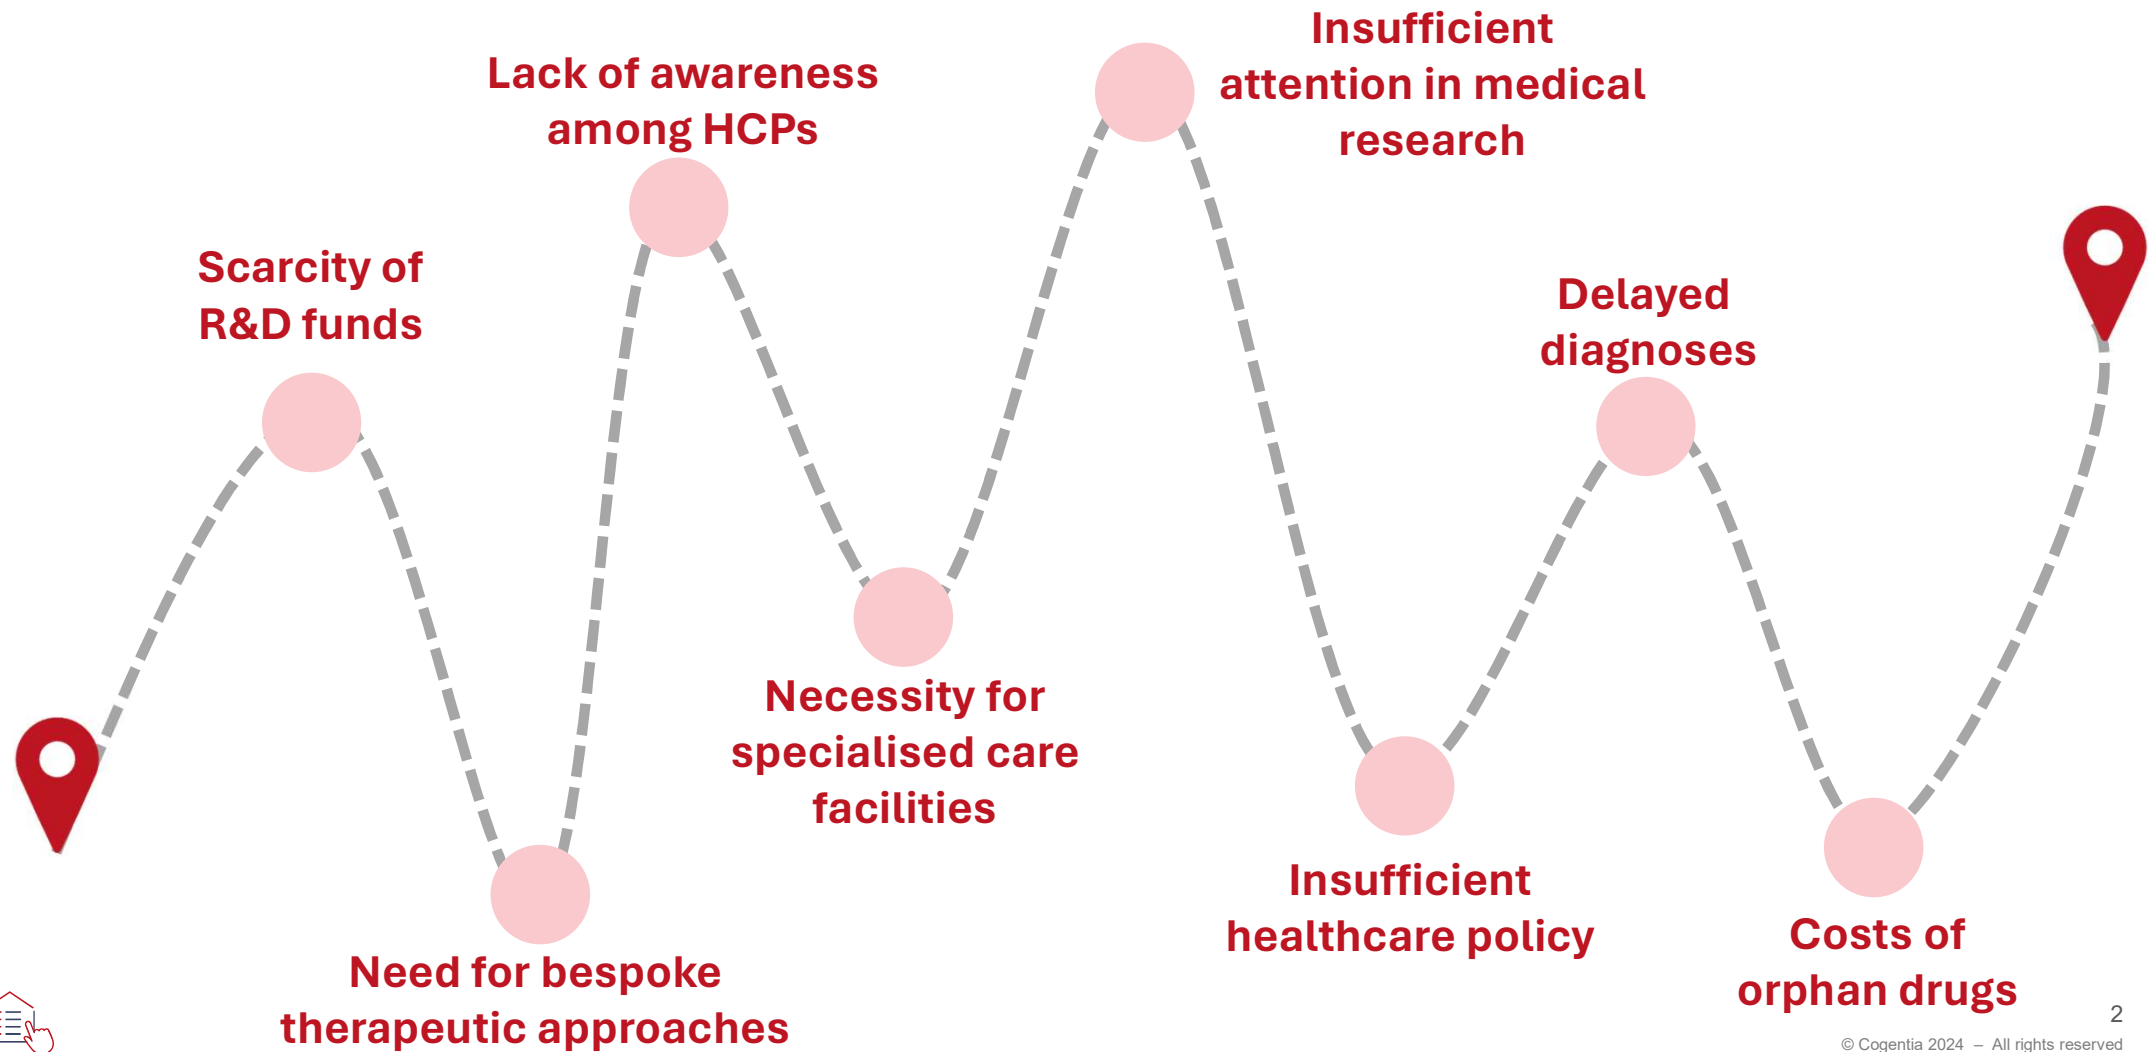 Insufficient
attention in medical
research
Lack of awareness
among HCPs
Scarcity of
R&D funds
Delayed
diagnoses
Necessity for
specialised care
facilities
Insufficient
healthcare policy
Costs of
orphan drugs
Need for bespoke
therapeutic approaches
2
© Cogentia 2024 – All rights reserved